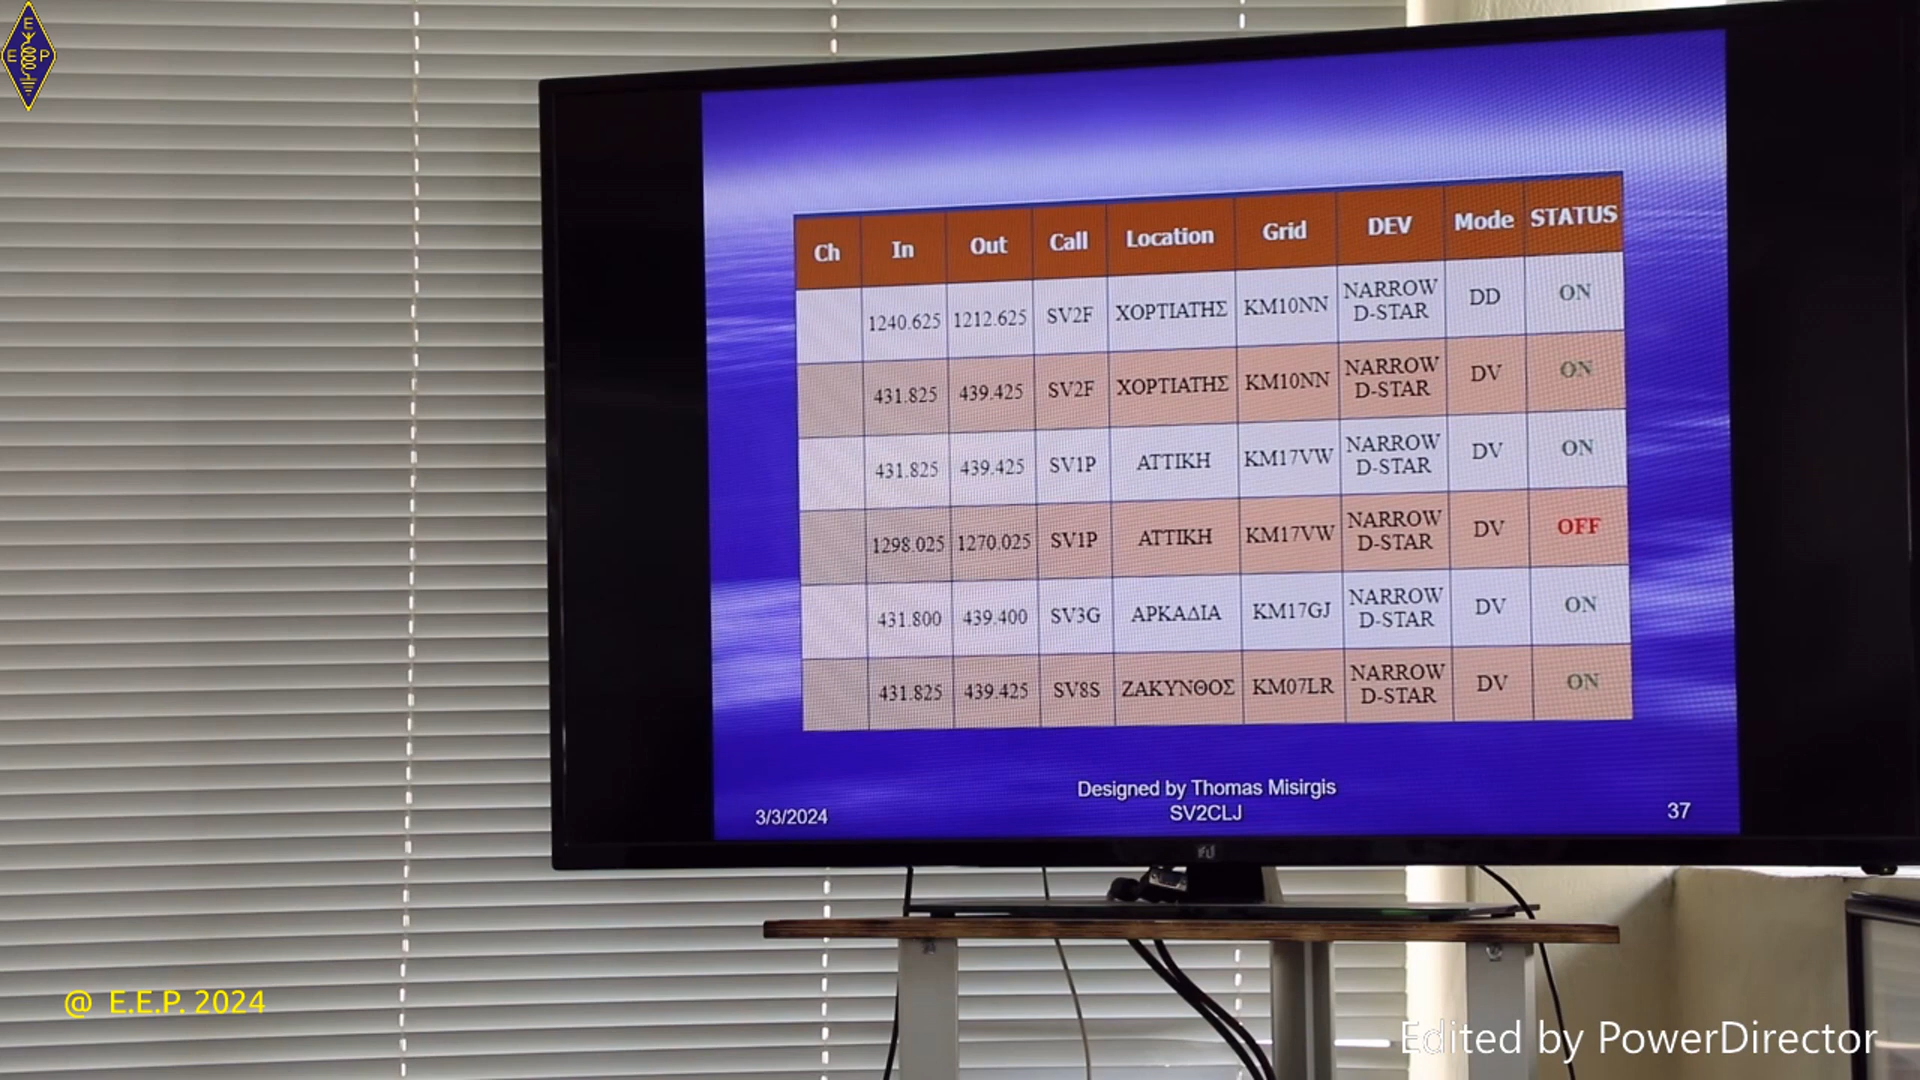 E
E P
Ch In Out Call Location Grid DEV Mode STATUS
1240.625 1212.625 SV2F ΧΟΡΤΙΑΤΗΣ KM10NN NARROW D-STAR DD ON
431.825 439.425 SV2F ΧΟΡΤΙΑΤΗΣ KM10NN NARROW D-STAR DV ON
431.825 439.425 SV1P ΑΤΤΙΚΗ KM17VW NARROW D-STAR DV ON
1298.025 1270.025 SV1P ΑΤΤΙΚΗ KM17VW NARROW D-STAR DV OFF
431.800 439.400 SV3G ΑΡΚΑΔΙΑ KM17GJ NARROW D-STAR DV ON
431.825 439.425 SV8S ΖΑΚΥΝΘΟΣ KM07LR NARROW D-STAR DV ON
3/3/2024
Designed by Thomas Misirgis
SV2CLJ
37
@ E.E.P. 2024
Edited by PowerDirector